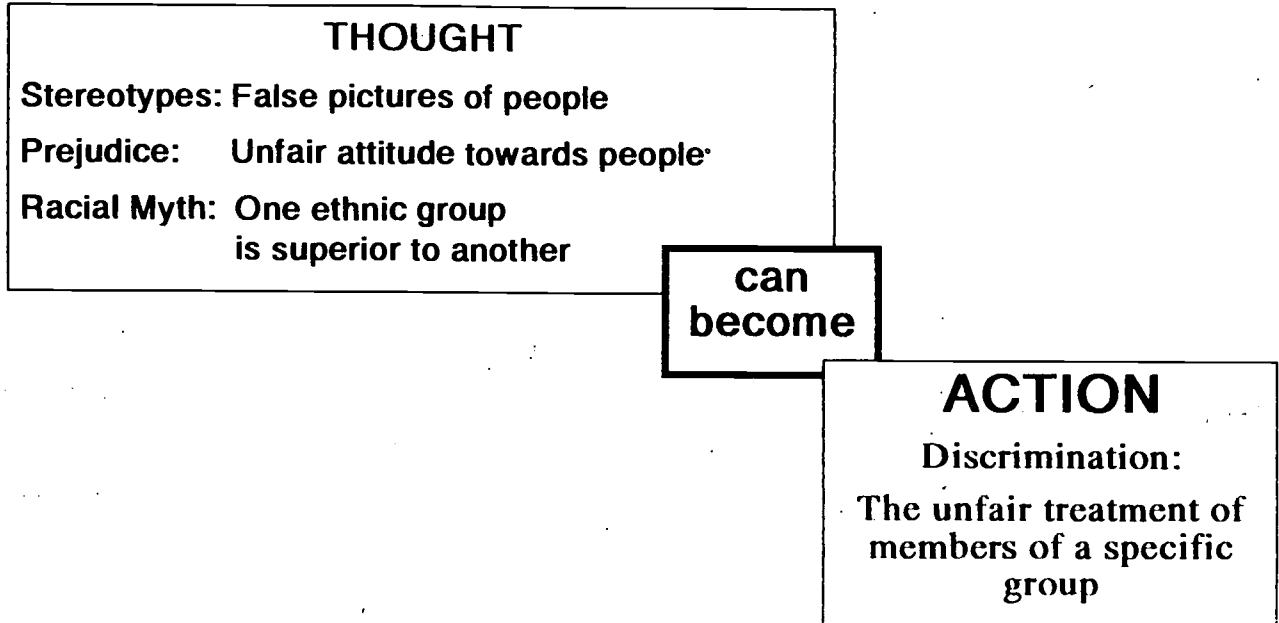 THOUGHT
Stereotypes: False pictures of people
Prejudice: Unfair attitude towards people
Racial Myth: One ethnic group
is superior to another
can
become
ACTION
Discrimination:
The unfair treatment of
members of a specific
group